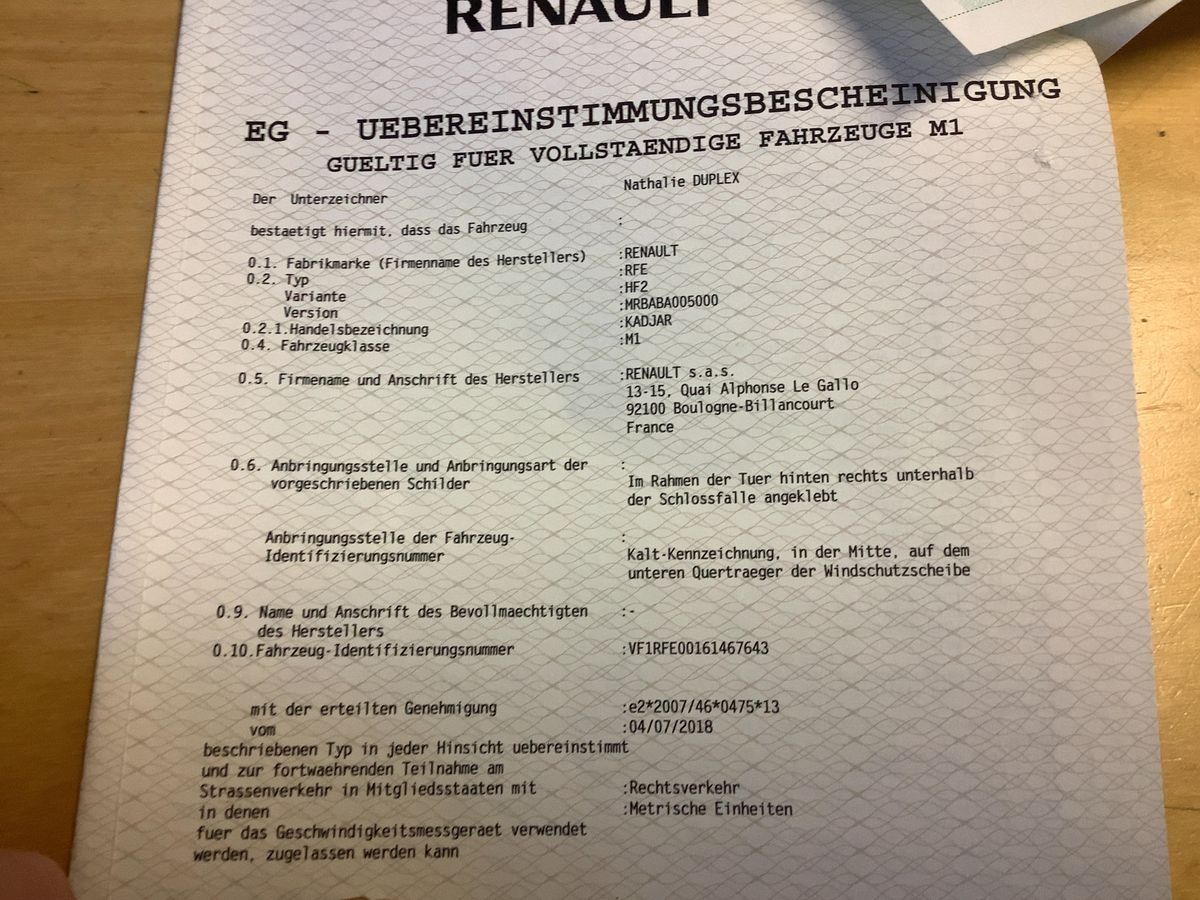 RENAULT
EG - UEBEREINSTIMMUNGSBESCHEINIGUNG
GUELTIG FUER VOLLSTAENDIGE FAHRZEUGE M1
Der Unterzeichner Nathalie DUPLEX
bestaetigt hiermit, dass das Fahrzeug :
0.1. Fabrikmarke (Firmenname des Herstellers) :RENAULT
0.2. Typ :RFE
Variante :HF2
Version :MRBABA005000
0.2.1.Handelsbezeichnung :KADJAR
0.4. Fahrzeugklasse :M1
0.5. Firmename und Anschrift des Herstellers :RENAULT s.a.s.
13-15, Quai Alphonse Le Gallo
92100 Boulogne-Billancourt
France
0.6. Anbringungsstelle und Anbringungsart der :
vorgeschriebenen Schilder Im Rahmen der Tuer hinten rechts unterhalb
der Schlossfalle angeklebt
Anbringungsstelle der Fahrzeug- :
Identifizierungsnummer Kalt-Kennzeichnung, in der Mitte, auf dem
unteren Quertraeger der Windschutzscheibe
0.9. Name und Anschrift des Bevollmaechtigten :-
des Herstellers
0.10.Fahrzeug-Identifizierungsnummer :VF1RFE00161467643
mit der erteilten Genehmigung :e2*2007/46*0475*13
vom :04/07/2018
beschriebenen Typ in jeder Hinsicht uebereinstimmt
und zur fortwaehrenden Teilnahme am
Strassenverkehr in Mitgliedsstaaten mit :Rechtsverkehr
in denen :Metrische Einheiten
fuer das Geschwindigkeitsmessgeraet verwendet
werden, zugelassen werden kann